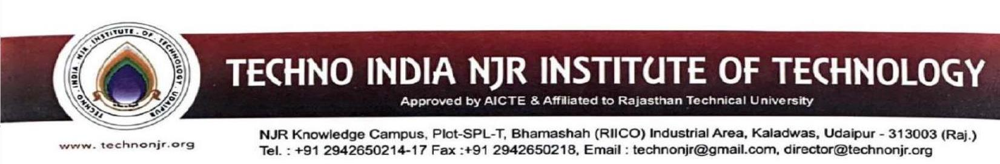 TECHNO . INDIA . NJR . INSTITUTE . OF . TECHNOLOGY . UDAIPUR
www. technonjr.org
TECHNO INDIA NJR INSTITUTE OF TECHNOLOGY
Approved by AICTE & Affiliated to Rajasthan Technical University
NJR Knowledge Campus, Plot-SPL-T, Bhamashah (RIICO) Industrial Area, Kaladwas, Udaipur - 313003 (Raj.)
Tel. : +91 2942650214-17 Fax :+91 2942650218, Email : technonjr@gmail.com, director@technonjr.org